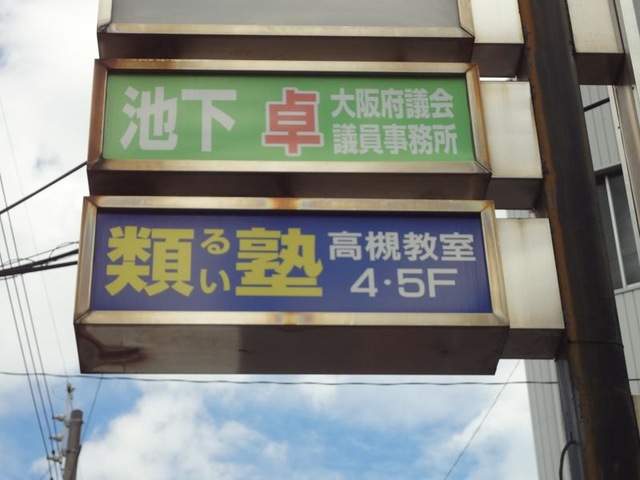 池下 卓 大阪府議会
議員事務所
類塾 るい 高槻教室
4・5F